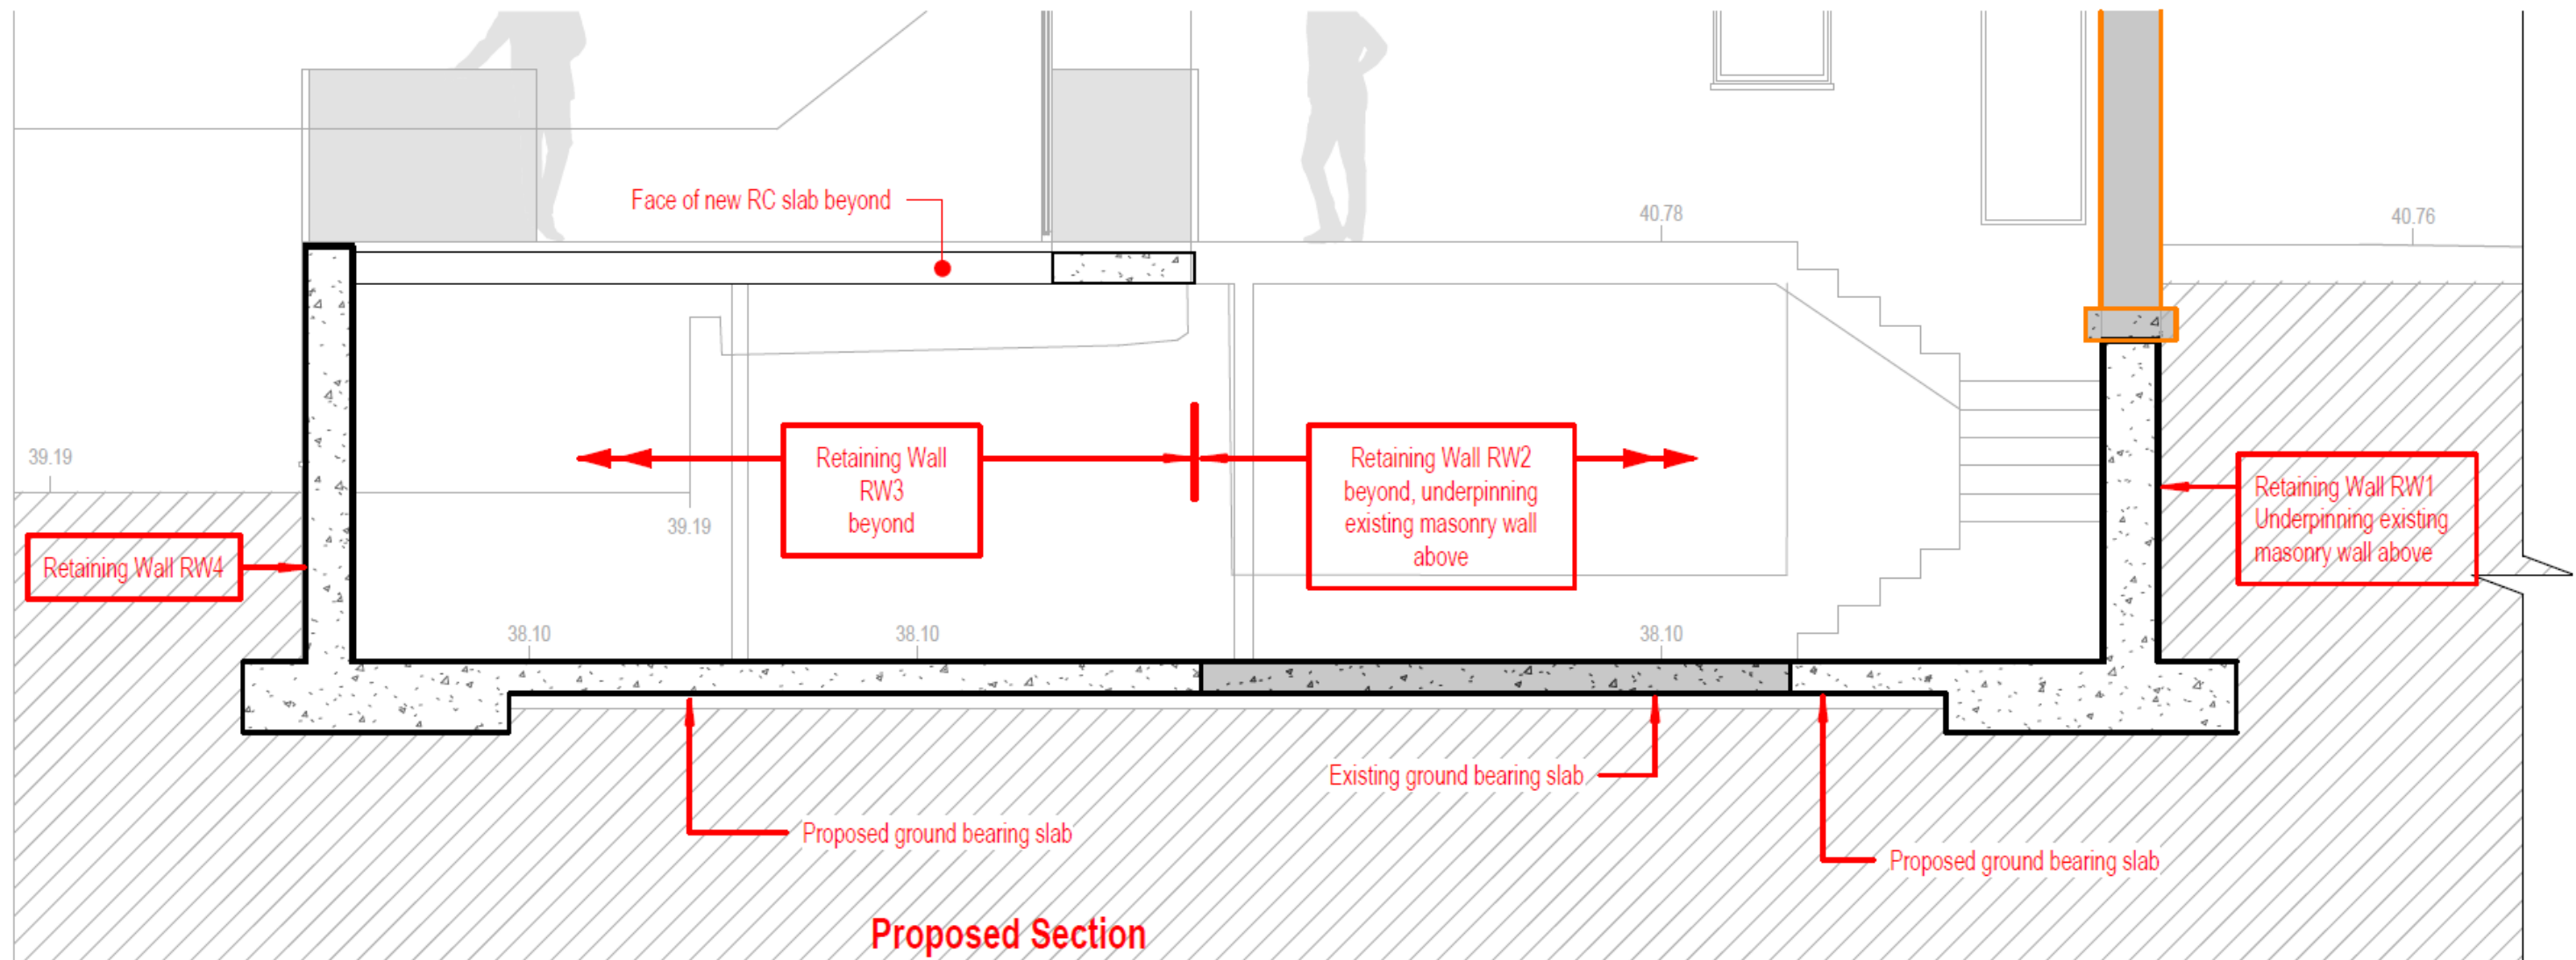 Face of new RC slab beyond
40.78
40.76
39.19
Retaining Wall
RW3
beyond
Retaining Wall RW2
beyond, underpinning
existing masonry wall
above
Retaining Wall RW1
Underpinning existing
masonry wall above
39.19
Retaining Wall RW4
38.10
38.10
38.10
Existing ground bearing slab
Proposed ground bearing slab
Proposed ground bearing slab
Proposed Section